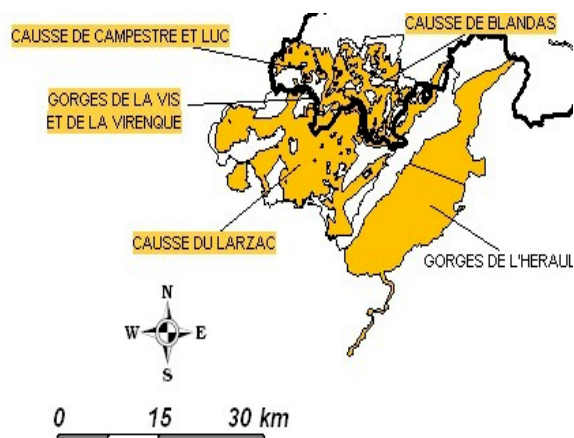 CAUSSE DE BLANDAS
CAUSSE DE CAMPESTRE ET LUC
GORGES DE LA VIS
ET DE LA VIRENQUE
CAUSSE DU LARZAC
GORGES DE L'HERAUL
N
W E
S
0 15 30 km